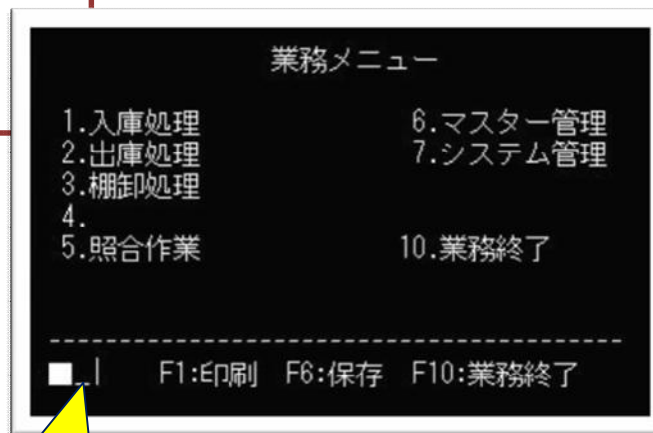 業務メニュー
1.入庫処理 6.マスター管理
2.出庫処理 7.システム管理
3.棚卸処理
4.
5.照合作業 10.業務終了
F1:印刷 F6:保存 F10:業務終了